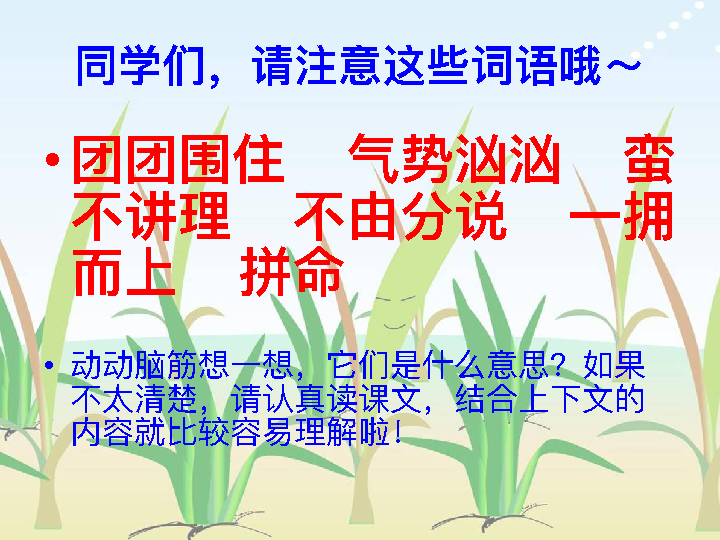 同学们，请注意这些词语哦～
•团团围住　气势汹汹　蛮
不讲理　不由分说　一拥
而上　拼命
• 动动脑筋想一想，它们是什么意思？如果
不太清楚，请认真读课文，结合上下文的
内容就比较容易理解啦！